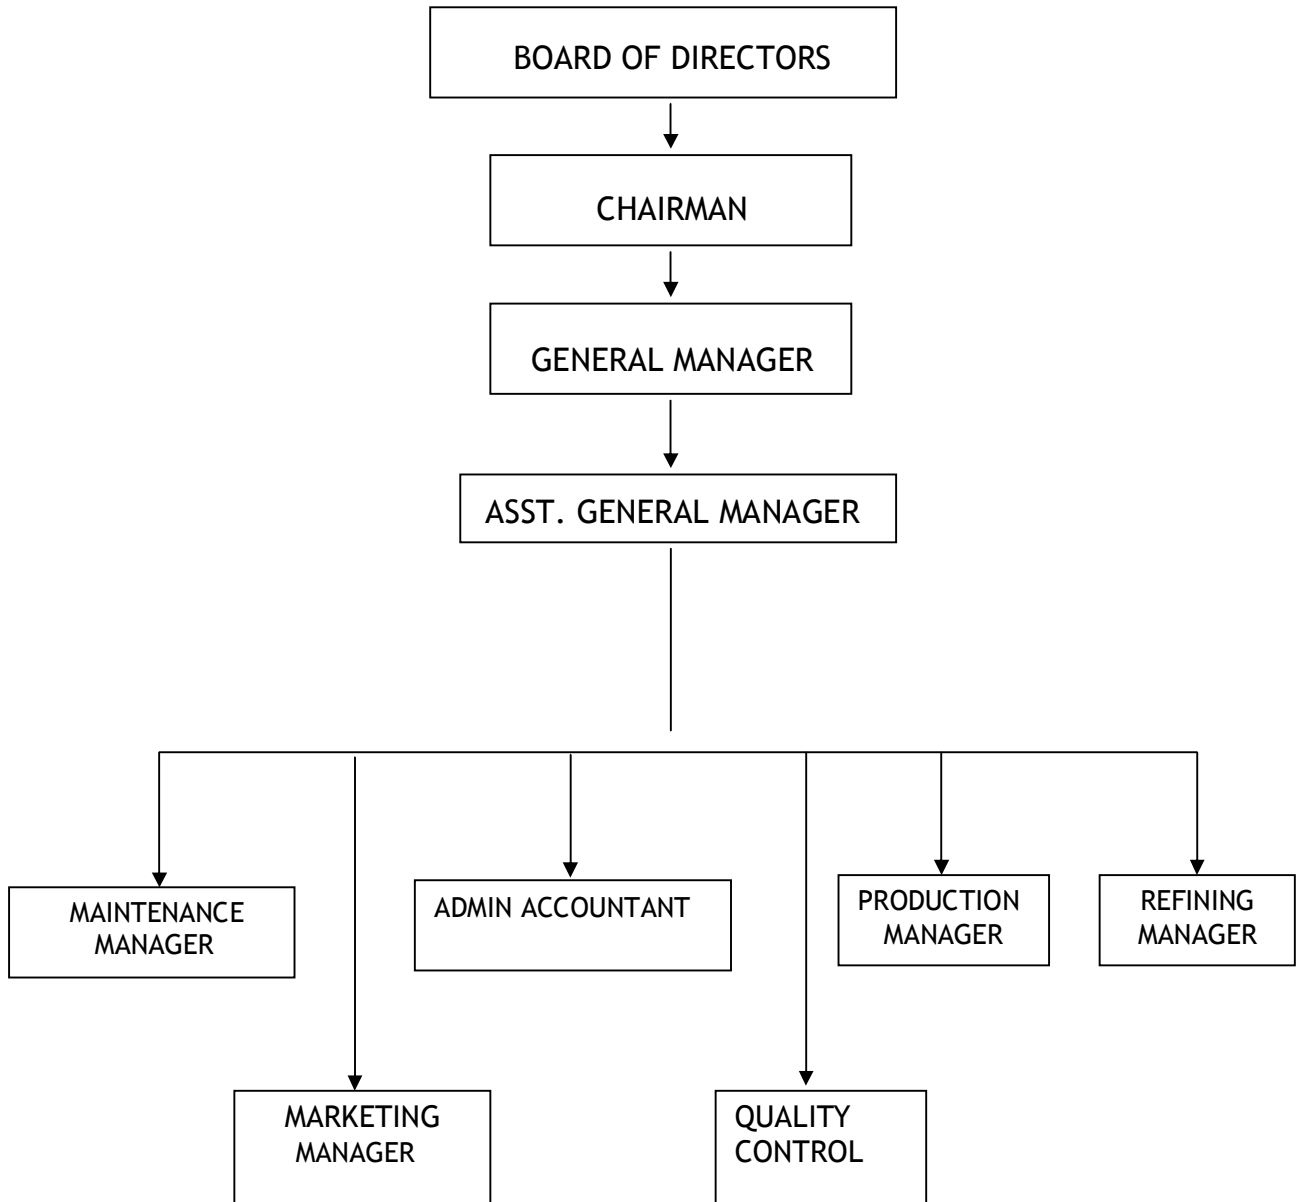 BOARD OF DIRECTORS
CHAIRMAN
GENERAL MANAGER
ASST. GENERAL MANAGER
MAINTENANCE
MANAGER
ADMIN ACCOUNTANT
PRODUCTION
MANAGER
REFINING
MANAGER
MARKETING
MANAGER
QUALITY
CONTROL